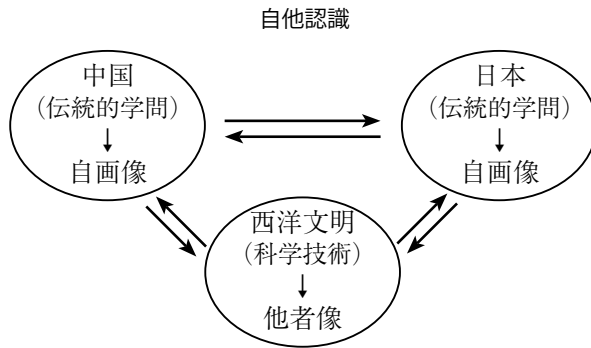 自他認識
中国
（伝統的学問）
↓
自画像
日本
（伝統的学問）
↓
自画像
西洋文明
（科学技術）
↓
他者像